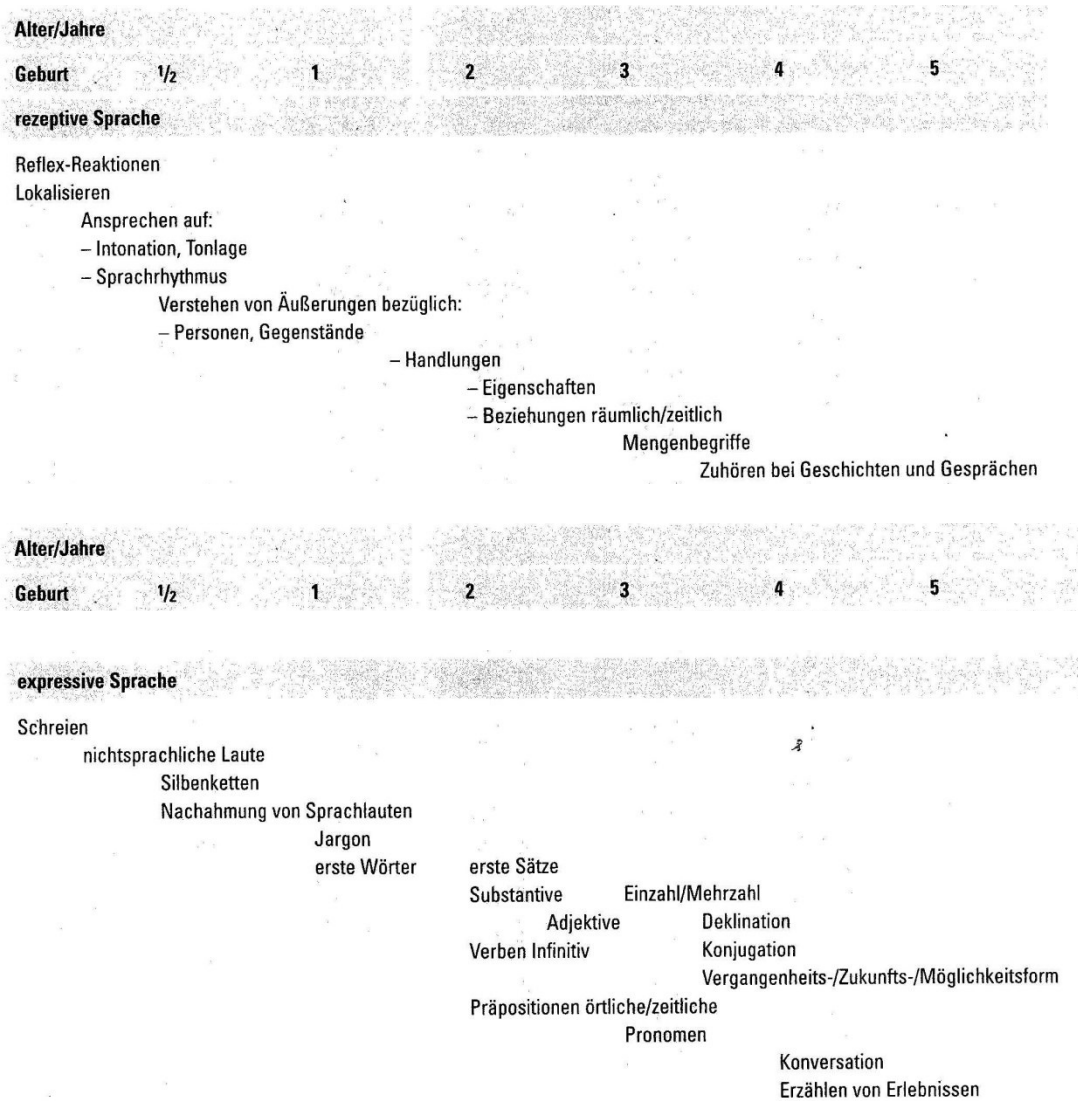 Alter/Jahre
Geburt ½ 1 2 3 4 5
rezeptive Sprache
Reflex-Reaktionen
Lokalisieren
Ansprechen auf:
– Intonation, Tonlage
– Sprachrhythmus
Verstehen von Äußerungen bezüglich:
– Personen, Gegenstände
– Handlungen
– Eigenschaften
– Beziehungen räumlich/zeitlich
Mengenbegriffe
Zuhören bei Geschichten und Gesprächen
Alter/Jahre
Geburt ½ 1 2 3 4 5
expressive Sprache
Schreien
nichtsprachliche Laute
Silbenketten
Nachahmung von Sprachlauten
Jargon
erste Wörter erste Sätze
Substantive Einzahl/Mehrzahl
Adjektive Deklination
Verben Infinitiv Konjugation
Vergangenheits-/Zukunfts-/Möglichkeitsform
Präpositionen örtliche/zeitliche
Pronomen
Konversation
Erzählen von Erlebnissen